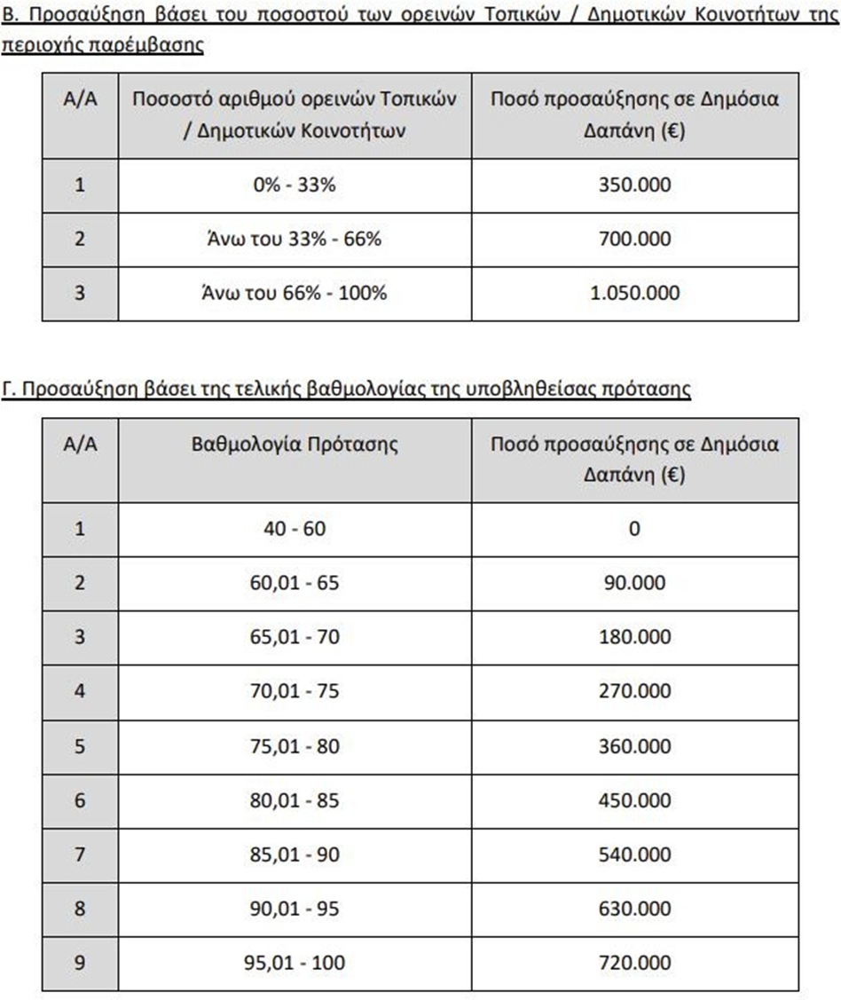 Β. Προσαύξηση βάσει του ποσοστού των ορεινών Τοπικών / Δημοτικών Κοινοτήτων της
περιοχής παρέμβασης
Α/Α Ποσοστό αριθμού ορεινών Τοπικών Ποσό προσαύξησης σε Δημόσια
/ Δημοτικών Κοινοτήτων Δαπάνη (€)
1 0% - 33% 350.000
2 Άνω του 33% - 66% 700.000
3 Άνω του 66% - 100% 1.050.000
Γ. Προσαύξηση βάσει της τελικής βαθμολογίας της υποβληθείσας πρότασης
Α/Α Βαθμολογία Πρότασης Ποσό προσαύξησης σε Δημόσια
Δαπάνη (€)
1 40 - 60 0
2 60,01 - 65 90.000
3 65,01 - 70 180.000
4 70,01 - 75 270.000
5 75,01 - 80 360.000
6 80,01 - 85 450.000
7 85,01 - 90 540.000
8 90,01 - 95 630.000
9 95,01 - 100 720.000